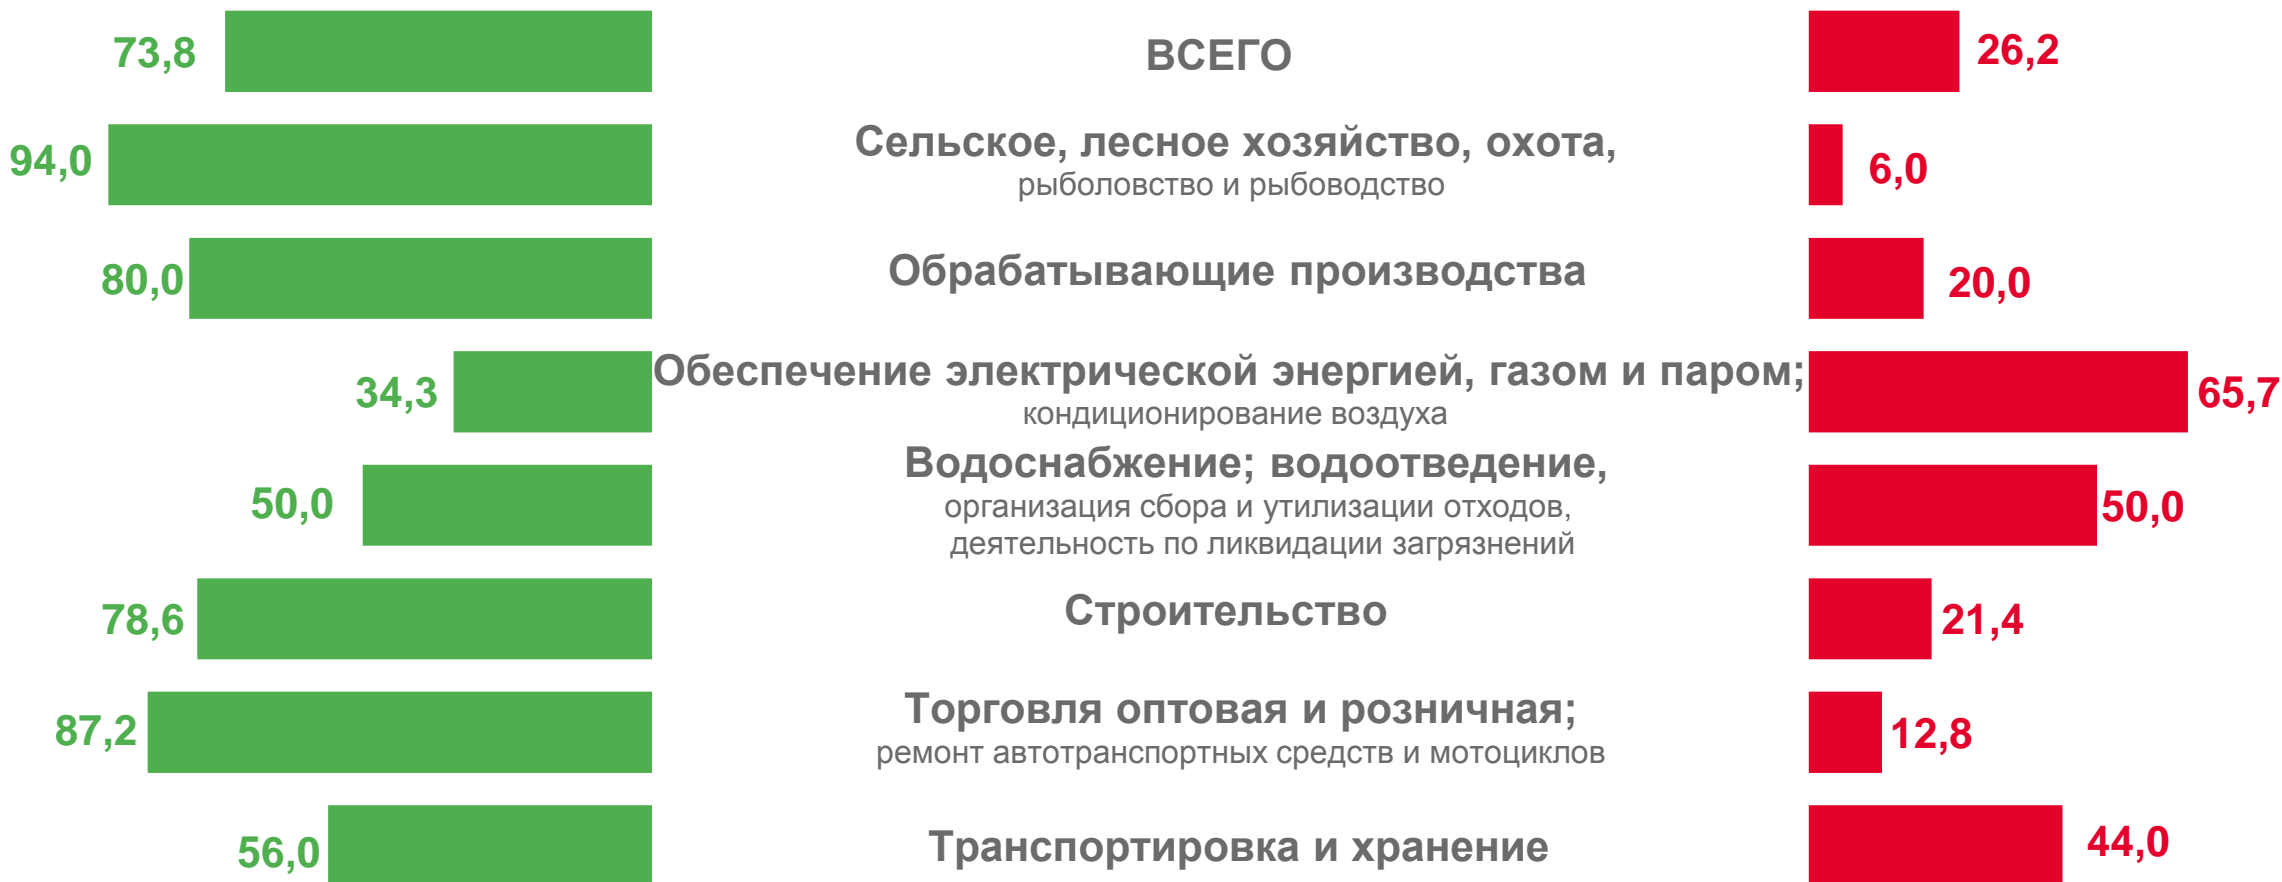 73,8
ВСЕГО
26,2
94,0
Сельское, лесное хозяйство, охота,
рыболовство и рыбоводство
6,0
80,0
Обрабатывающие производства
20,0
34,3
Обеспечение электрической энергией, газом и паром;
кондиционирование воздуха
65,7
50,0
Водоснабжение; водоотведение,
организация сбора и утилизации отходов,
деятельность по ликвидации загрязнений
50,0
78,6
Строительство
21,4
87,2
Торговля оптовая и розничная;
ремонт автотранспортных средств и мотоциклов
12,8
56,0
Транспортировка и хранение
44,0